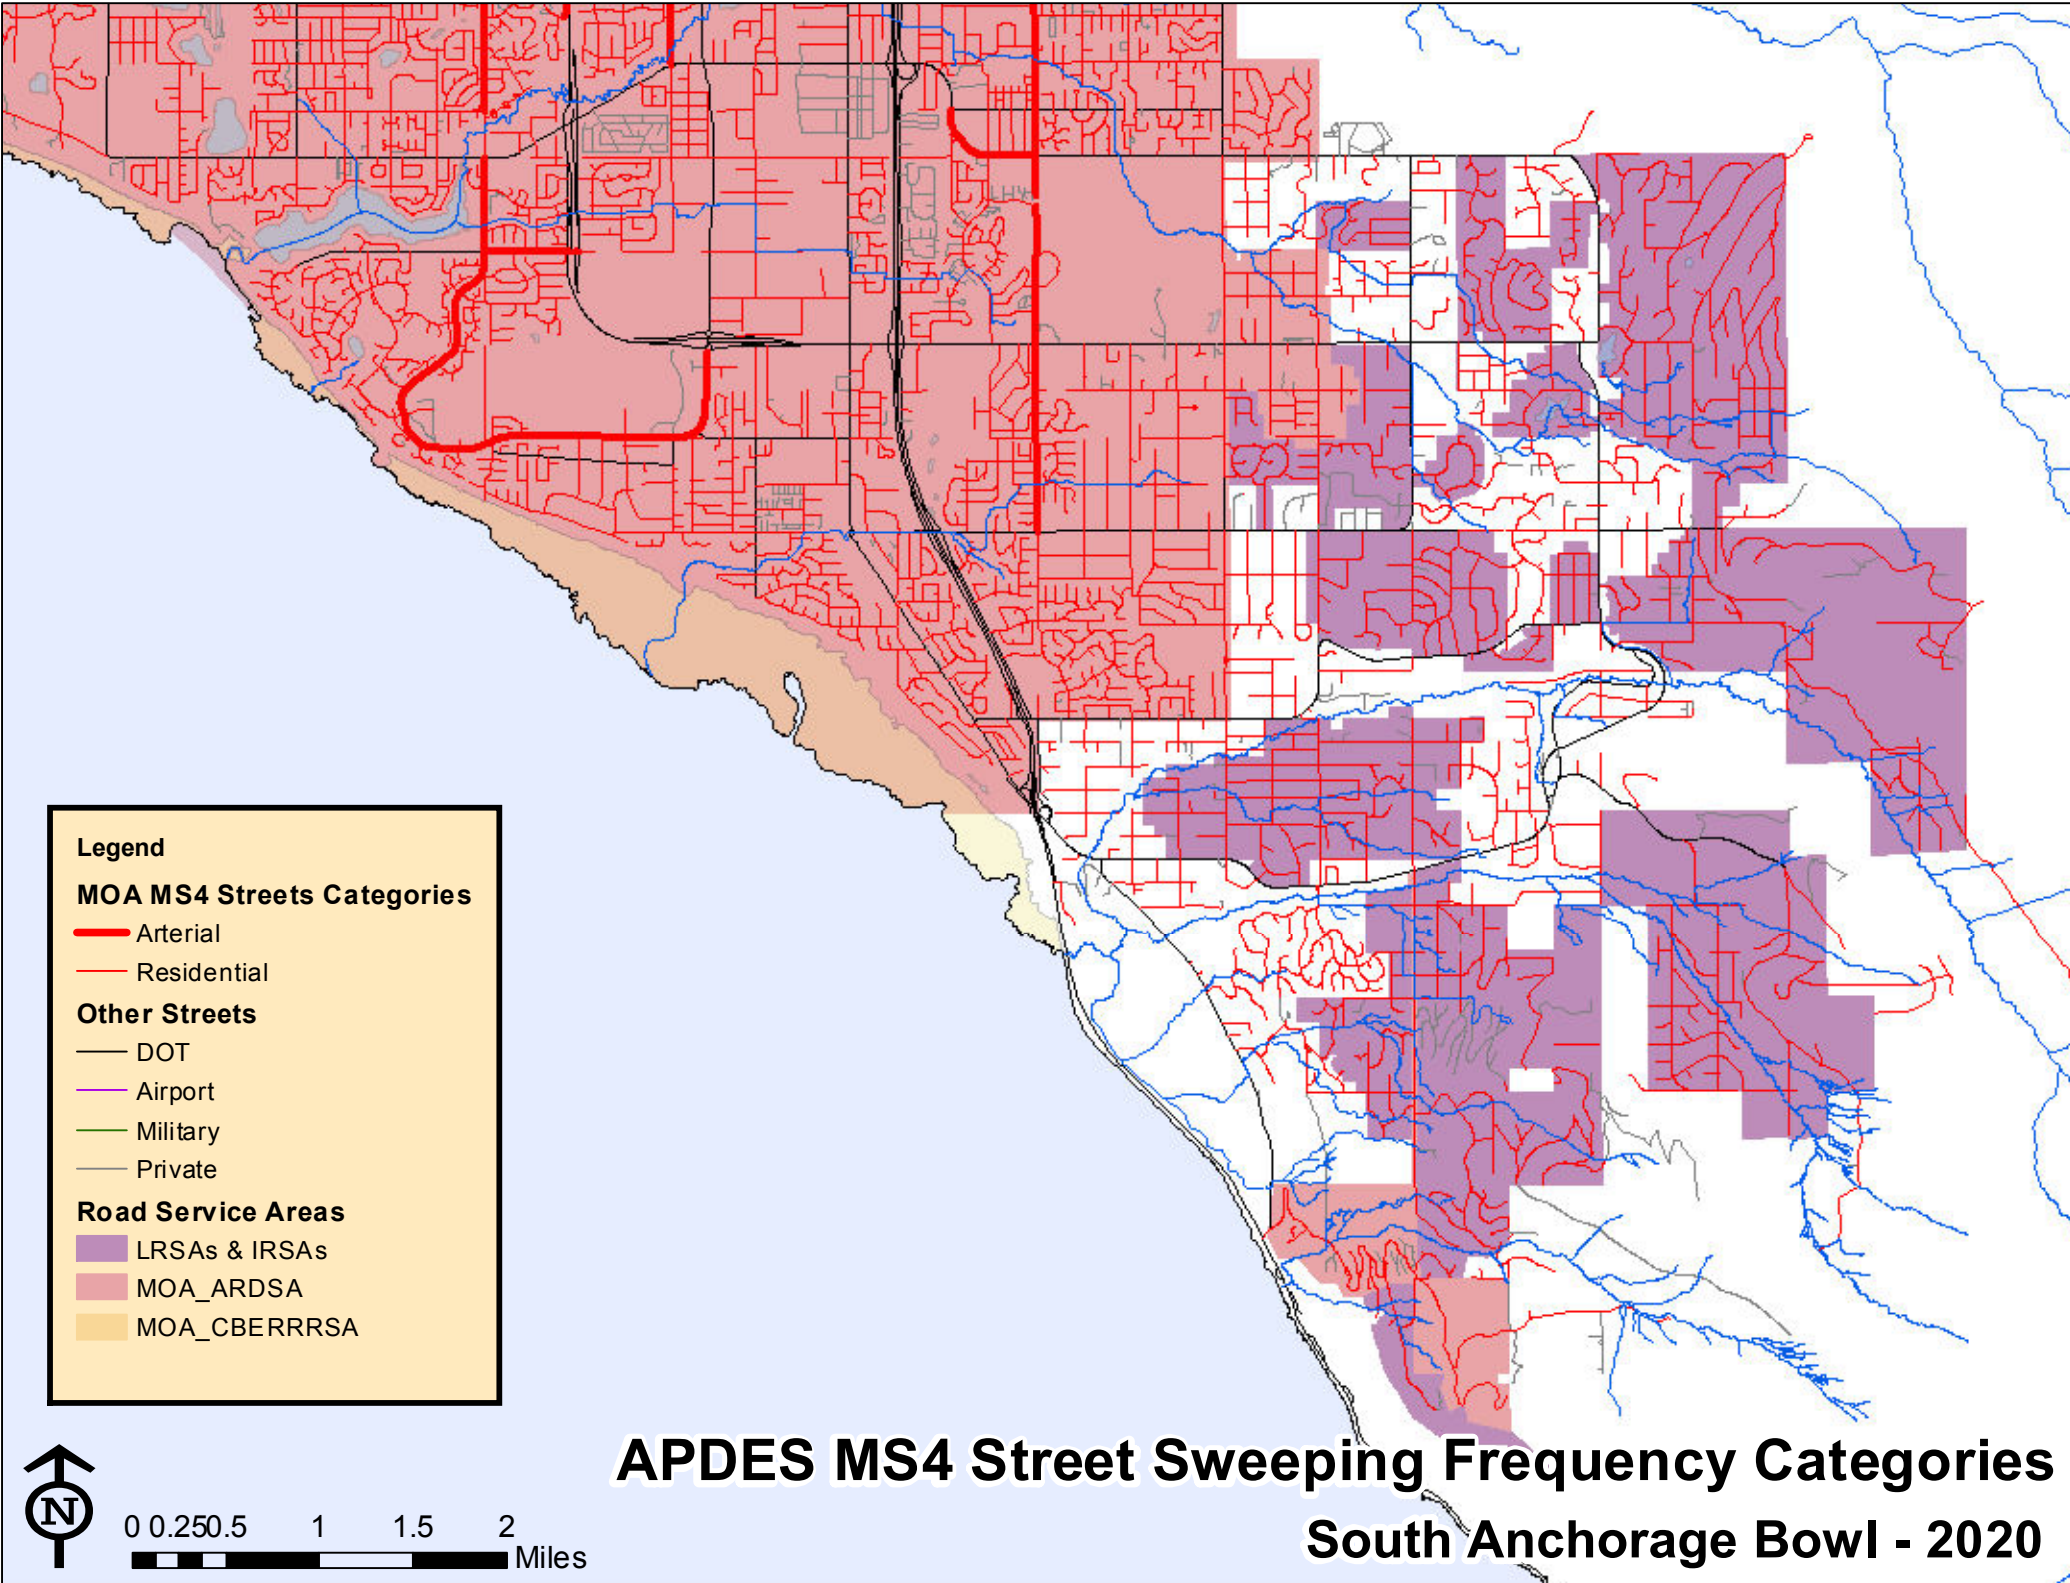 Legend
MOA MS4 Streets Categories
Arterial
Residential
Other Streets
DOT
Airport
Military
Private
Road Service Areas
LRSAs & IRSAs
MOA_ARDSA
MOA_CBERRRSA
N
0 0.25 0.5 1 1.5 2
Miles
APDES MS4 Street Sweeping Frequency Categories
South Anchorage Bowl - 2020